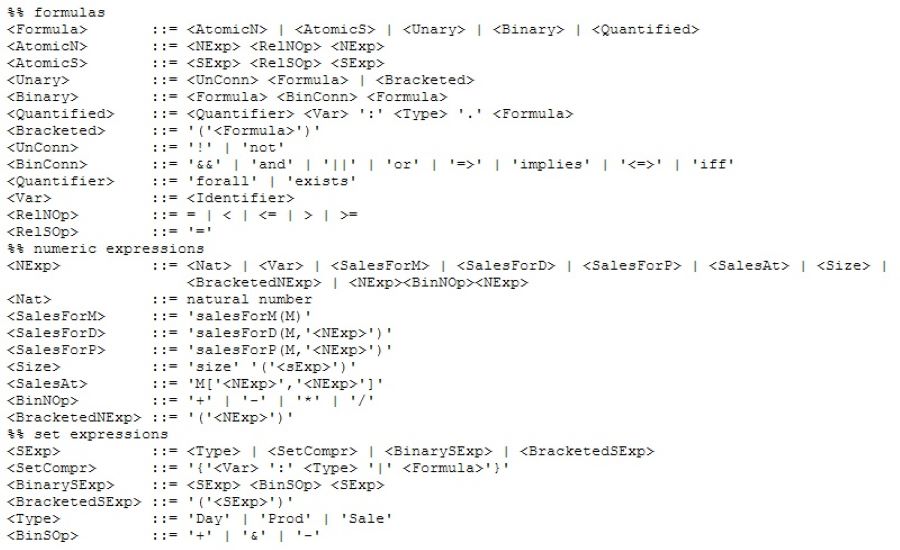 %% formulas
<Formula> ::= <AtomicN> | <AtomicS> | <Unary> | <Binary> | <Quantified>
<AtomicN> ::= <NExp> <RelNOp> <NExp>
<AtomicS> ::= <SExp> <RelSOp> <SExp>
<Unary> ::= <UnConn> <Formula> | <Bracketed>
<Binary> ::= <Formula> <BinConn> <Formula>
<Quantified> ::= <Quantifier> <Var> ':' <Type> '.' <Formula>
<Bracketed> ::= '('<Formula>')'
<UnConn> ::= '!' | 'not'
<BinConn> ::= '&&' | 'and' | '||' | 'or' | '=>' | 'implies' | '<=>' | 'iff'
<Quantifier> ::= 'forall' | 'exists'
<Var> ::= <Identifier>
<RelNOp> ::= = | < | <= | > | >=
<RelSOp> ::= '='
%% numeric expressions
<NExp> ::= <Nat> | <Var> | <SalesForM> | <SalesForD> | <SalesForP> | <SalesAt> | <Size> |
<BracketedNExp> | <NExp><BinNOp><NExp>
<Nat> ::= natural number
<SalesForM> ::= 'salesForM(M)'
<SalesForD> ::= 'salesForD(M,'<NExp>')'
<SalesForP> ::= 'salesForP(M,'<NExp>')'
<Size> ::= 'size' '('<sExp>')'
<SalesAt> ::= 'M['<NExp>','<NExp>']'
<BinNOp> ::= '+' | '-' | '*' | '/'
<BracketedNExp> ::= '('<NExp>')'
%% set expressions
<SExp> ::= <Type> | <SetCompr> | <BinarySExp> | <BracketedSExp>
<SetCompr> ::= '{'<Var> ':' <Type> '|' <Formula>'}'
<BinarySExp> ::= <SExp> <BinSOp> <SExp>
<BracketedSExp> ::= '('<SExp>')'
<Type> ::= 'Day' | 'Prod' | 'Sale'
<BinSOp> ::= '+' | '&' | '-'